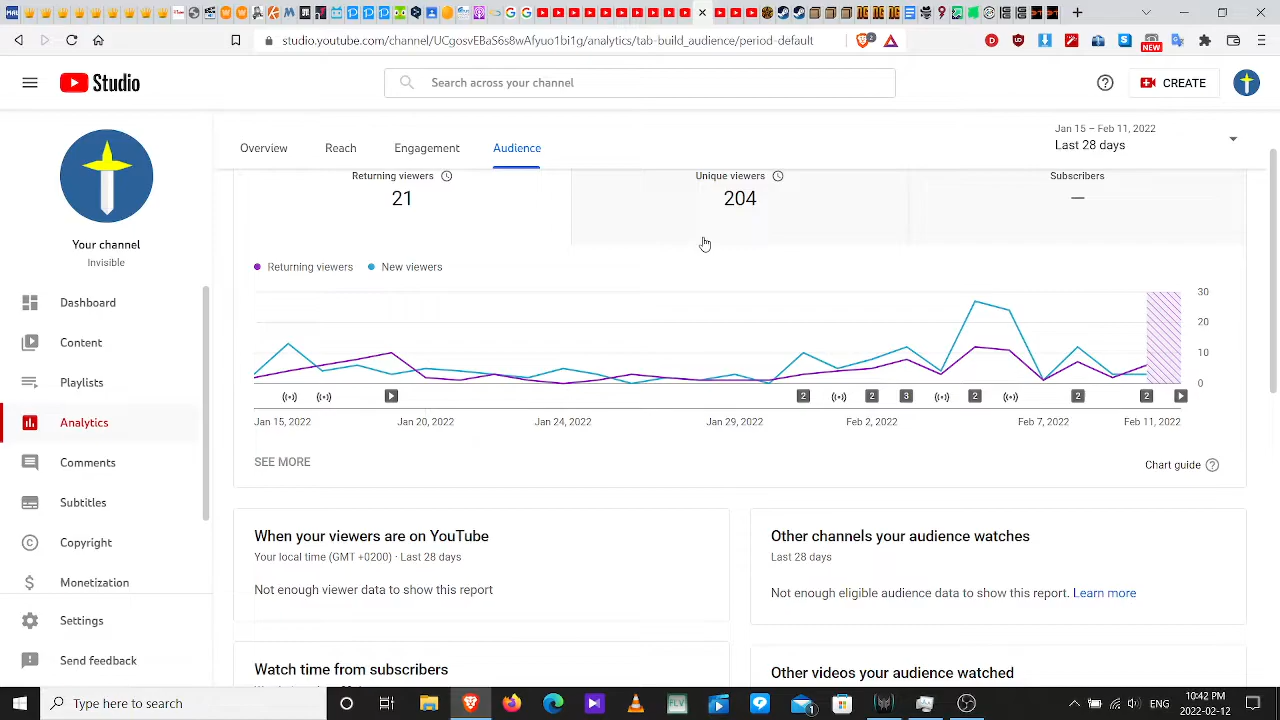 studio.youtube.com/channel/UCgosvEBaS6s8wAfyuo1bi1g/analytics/tab-build_audience/period-default
2
NEW
Studio
Search across your channel
CREATE
Your channel
Invisible
Dashboard
Content
Playlists
Analytics
Comments
Subtitles
Copyright
Monetization
Settings
Send feedback
Overview
Reach
Engagement
Audience
Jan 15 – Feb 11, 2022
Last 28 days
Returning viewers
21
Unique viewers
204
Subscribers
—
Returning viewers
New viewers
30
20
10
0
2
2
3
2
2
2
Jan 15, 2022
Jan 20, 2022
Jan 24, 2022
Jan 29, 2022
Feb 2, 2022
Feb 7, 2022
Feb 11, 2022
SEE MORE
Chart guide
When your viewers are on YouTube
Your local time (GMT +0200) · Last 28 days
Not enough viewer data to show this report
Other channels your audience watches
Last 28 days
Not enough eligible audience data to show this report. Learn more
Watch time from subscribers
Other videos your audience watched
Type here to search
FLV
ENG
10:42 PM
2022-02-12